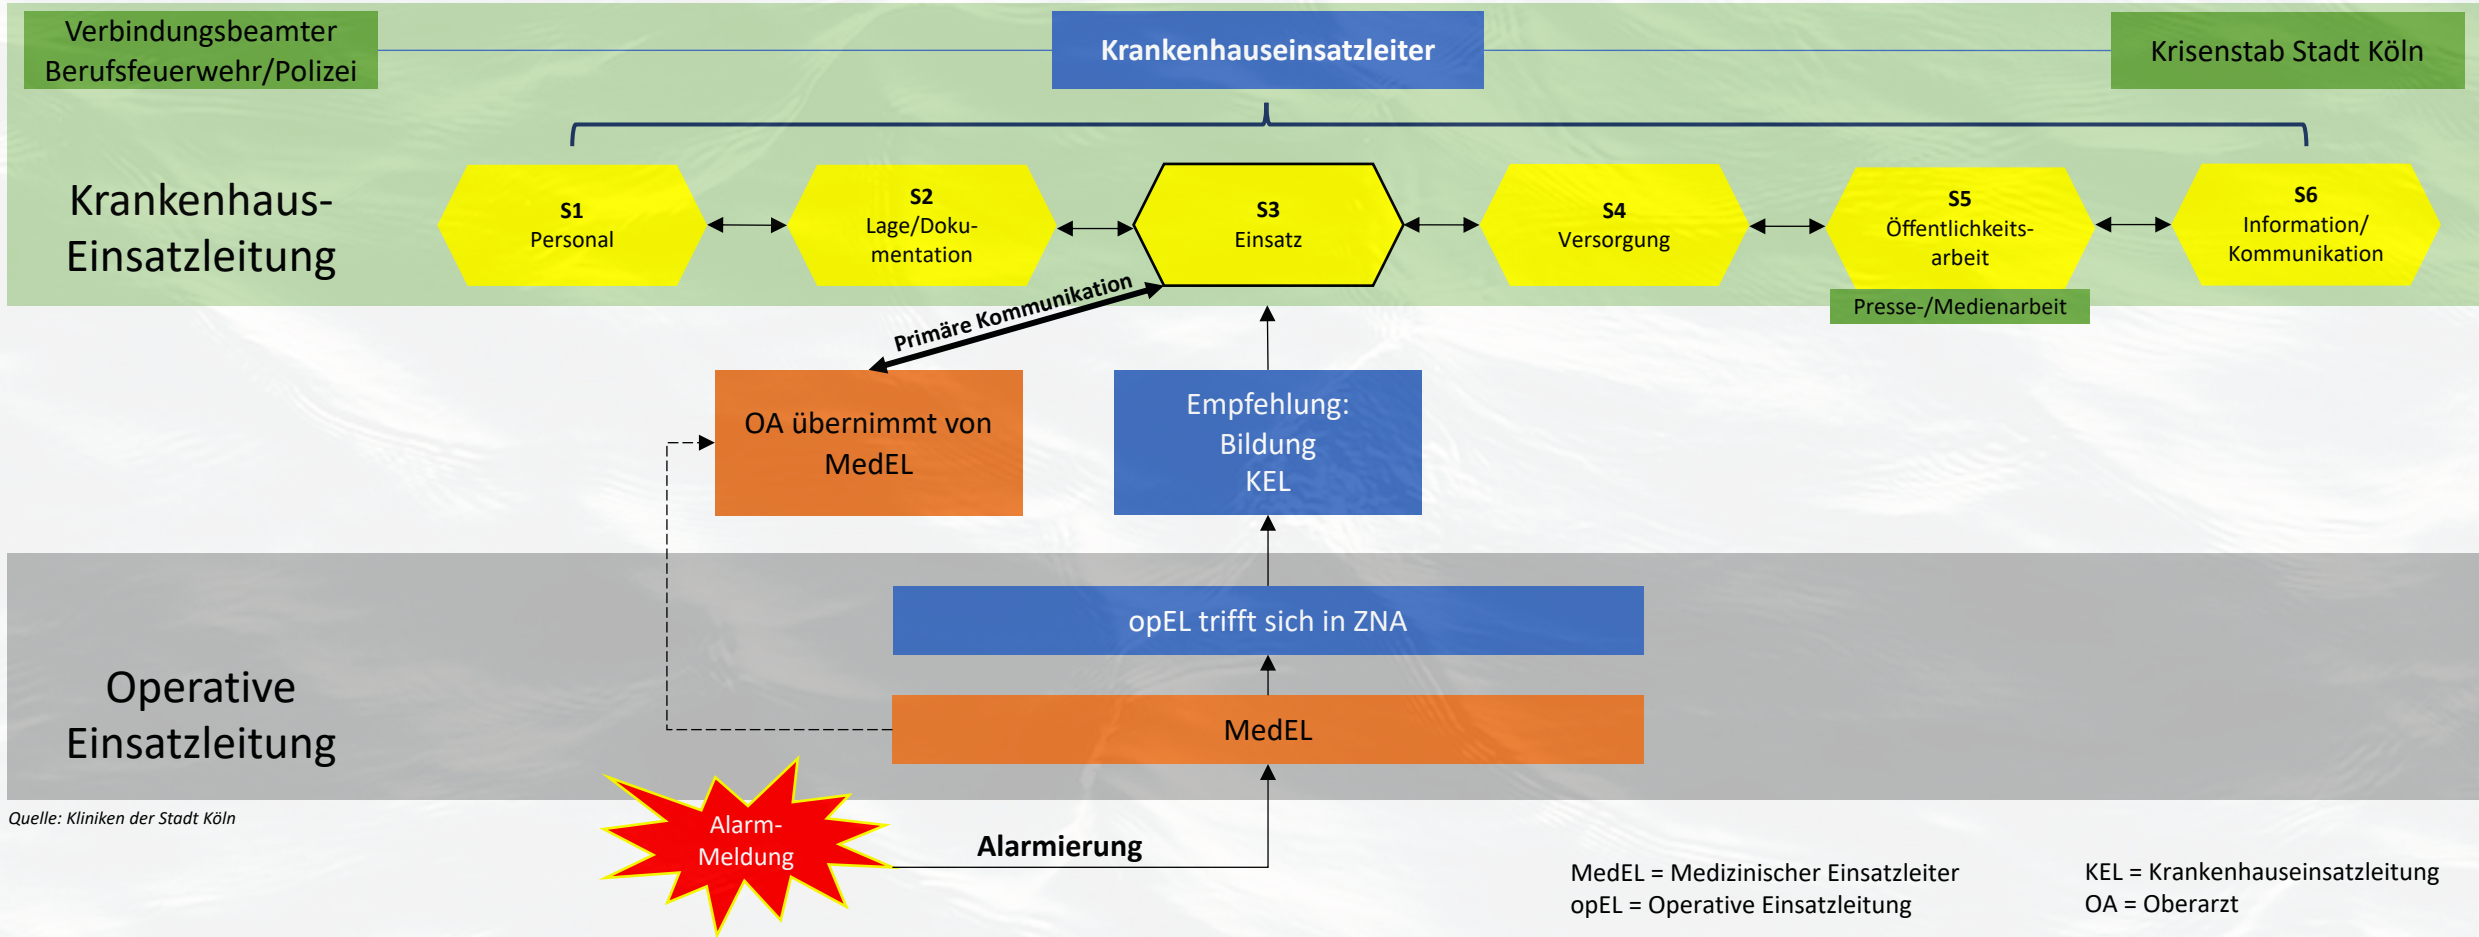 Verbindungsbeamter
Berufsfeuerwehr/Polizei
Krankenhauseinsatzleiter
Krisenstab Stadt Köln
Krankenhaus-
Einsatzleitung
S1
Personal
S2
Lage/Doku-
mentation
S3
Einsatz
S4
Versorgung
S5
Öffentlichkeits-
arbeit
S6
Information/
Kommunikation
Presse-/Medienarbeit
Primäre Kommunikation
OA übernimmt von
MedEL
Empfehlung:
Bildung
KEL
Operative
Einsatzleitung
opEL trifft sich in ZNA
MedEL
Quelle: Kliniken der Stadt Köln
Alarm-
Meldung
Alarmierung
MedEL = Medizinischer Einsatzleiter
opEL = Operative Einsatzleitung
KEL = Krankenhauseinsatzleitung
OA = Oberarzt